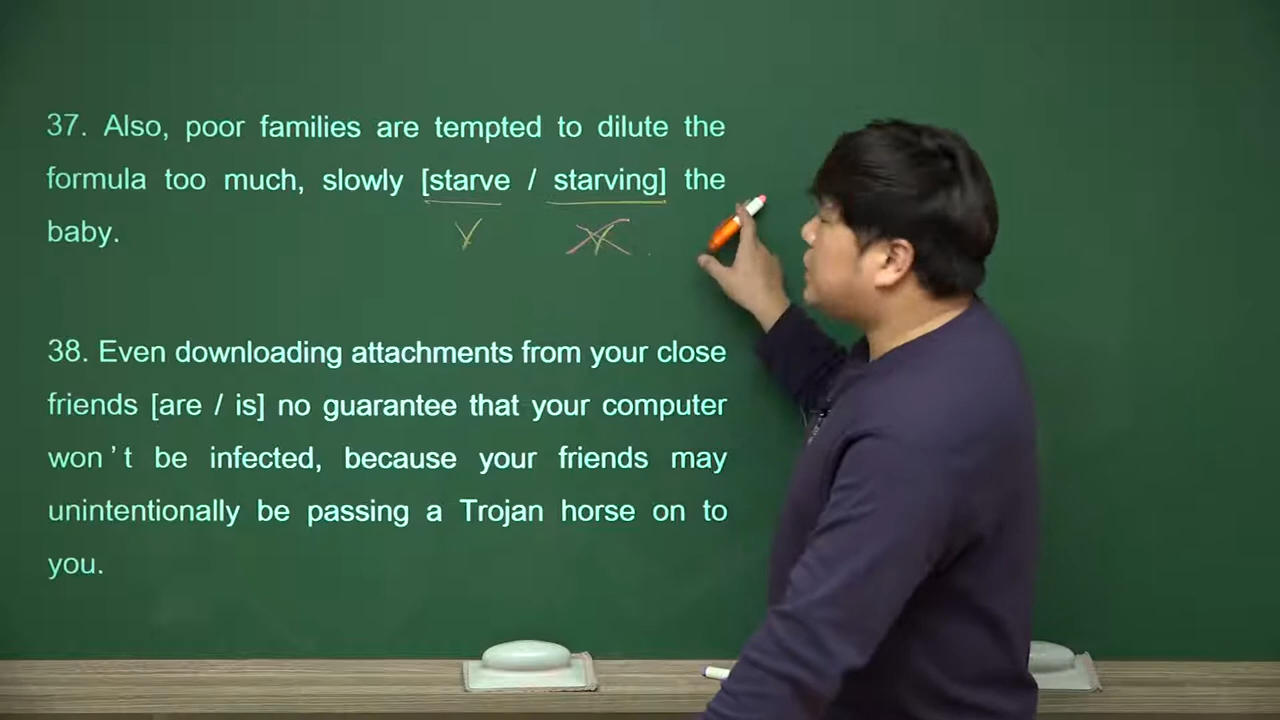 37. Also, poor families are tempted to dilute the
formula too much, slowly [starve / starving] the
baby.
V V
38. Even downloading attachments from your close
friends [are / is] no guarantee that your computer
won't be infected, because your friends may
unintentionally be passing a Trojan horse on to
you.